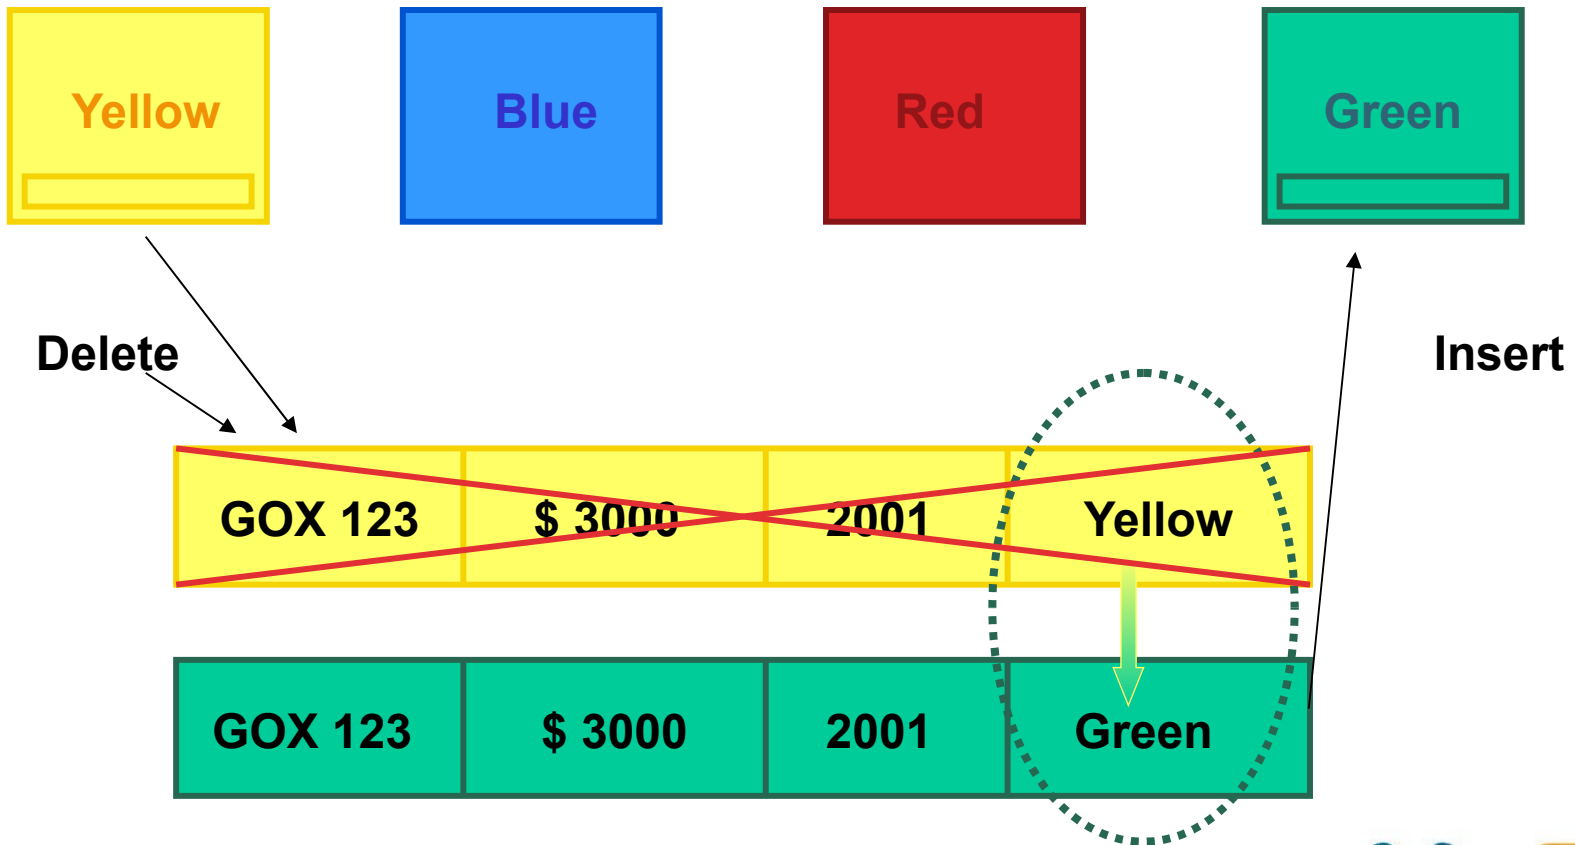 Yellow Blue Red Green
Delete Insert
GOX 123 $ 3000 2001 Yellow
GOX 123 $ 3000 2001 Green